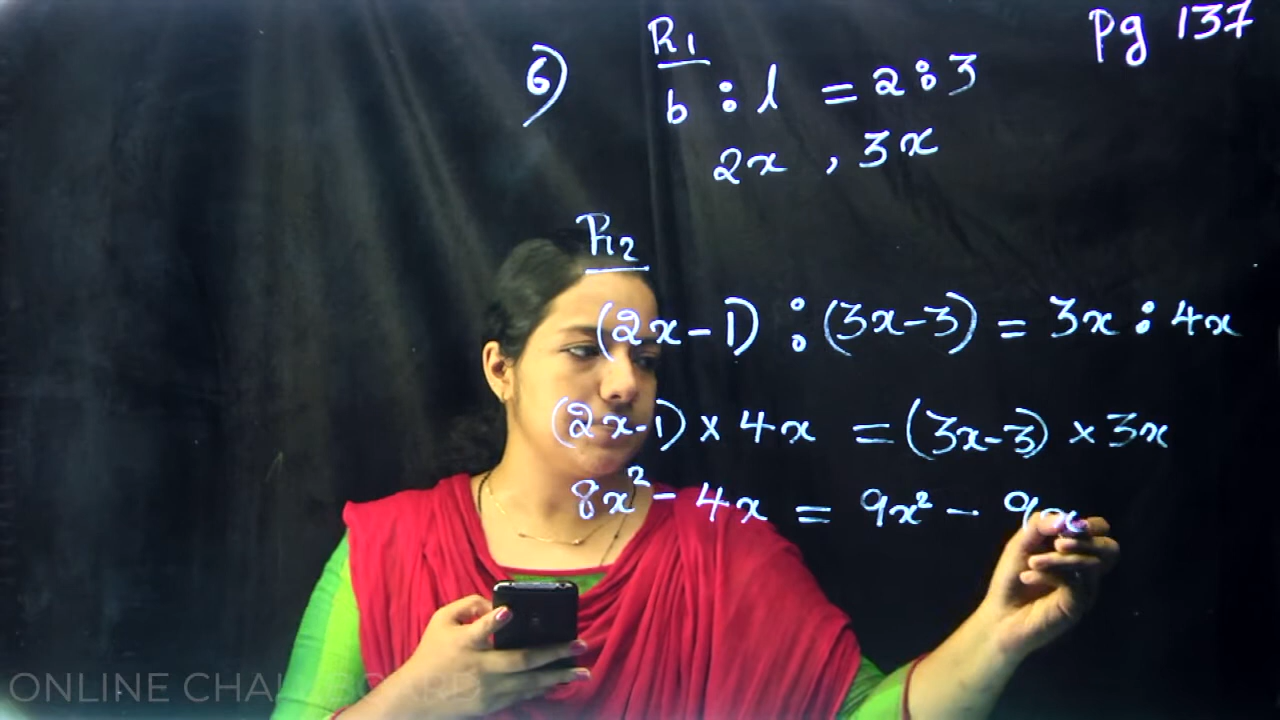 Pg 137
6) R1
b : l = 2 : 3
2x , 3x
R2
(2x-1) : (3x-3) = 3x : 4x
(2x-1) × 4x = (3x-3) × 3x
8x² - 4x = 9x² - 9x
ONLINE CHALKBOARD